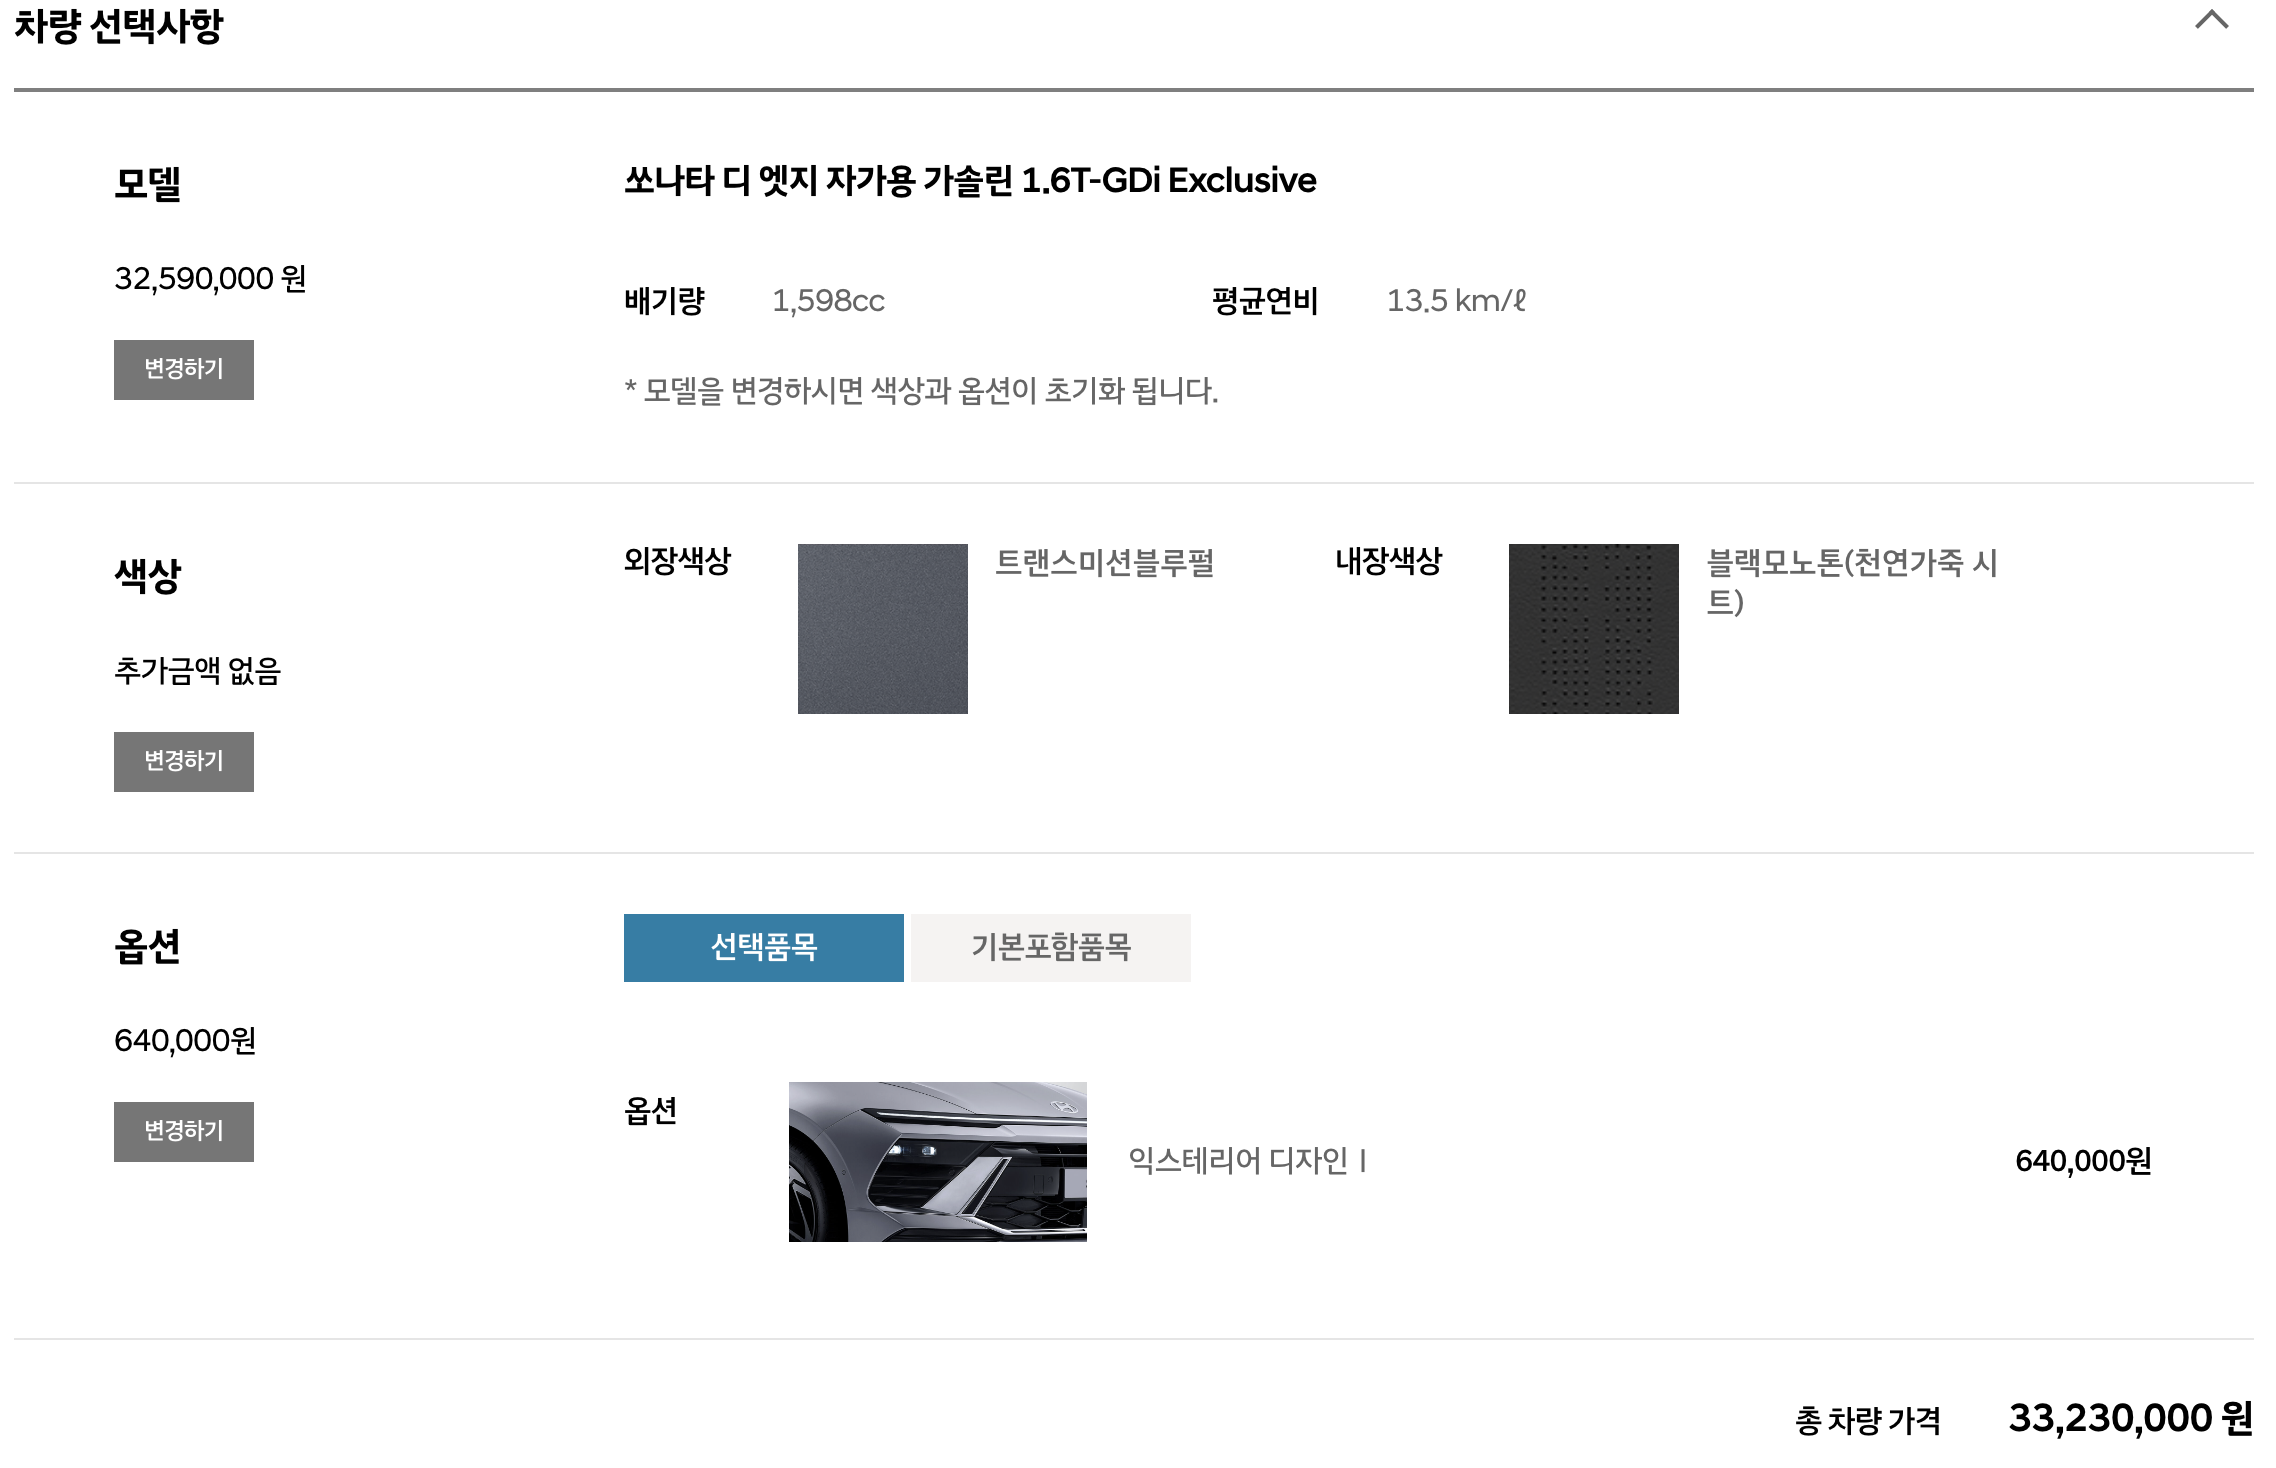 차량 선택사항
모델
쏘나타 디 엣지 자가용 가솔린 1.6T-GDi Exclusive
32,590,000 원
배기량 1,598cc 평균연비 13.5 km/ℓ
변경하기
* 모델을 변경하시면 색상과 옵션이 초기화 됩니다.
색상
추가금액 없음
변경하기
외장색상 트랜스미션블루펄
내장색상 블랙모노톤(천연가죽 시
트)
옵션
640,000원
변경하기
선택품목 기본포함품목
옵션
익스테리어 디자인 Ⅰ 640,000원
총 차량 가격 33,230,000 원